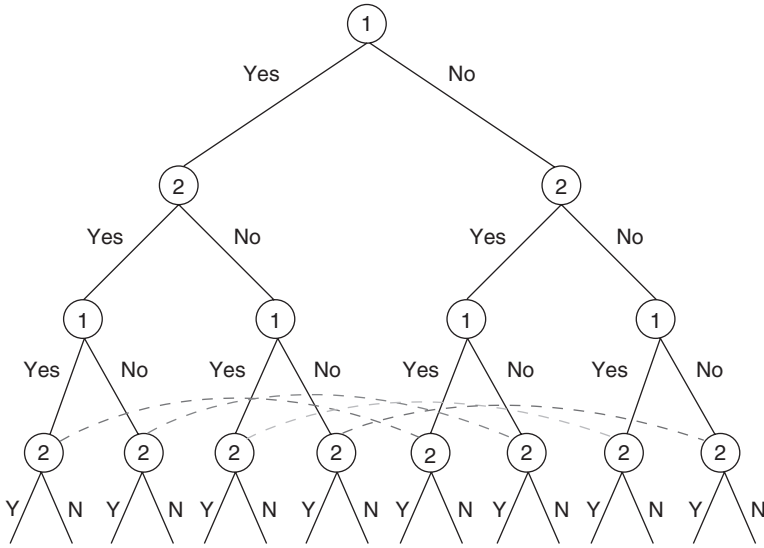 1
Yes No
2 2
Yes No Yes No
1 1 1 1
Yes No Yes No Yes No Yes No
2 2 2 2 2 2 2 2
Y N Y N Y N Y N Y N Y N Y N Y N